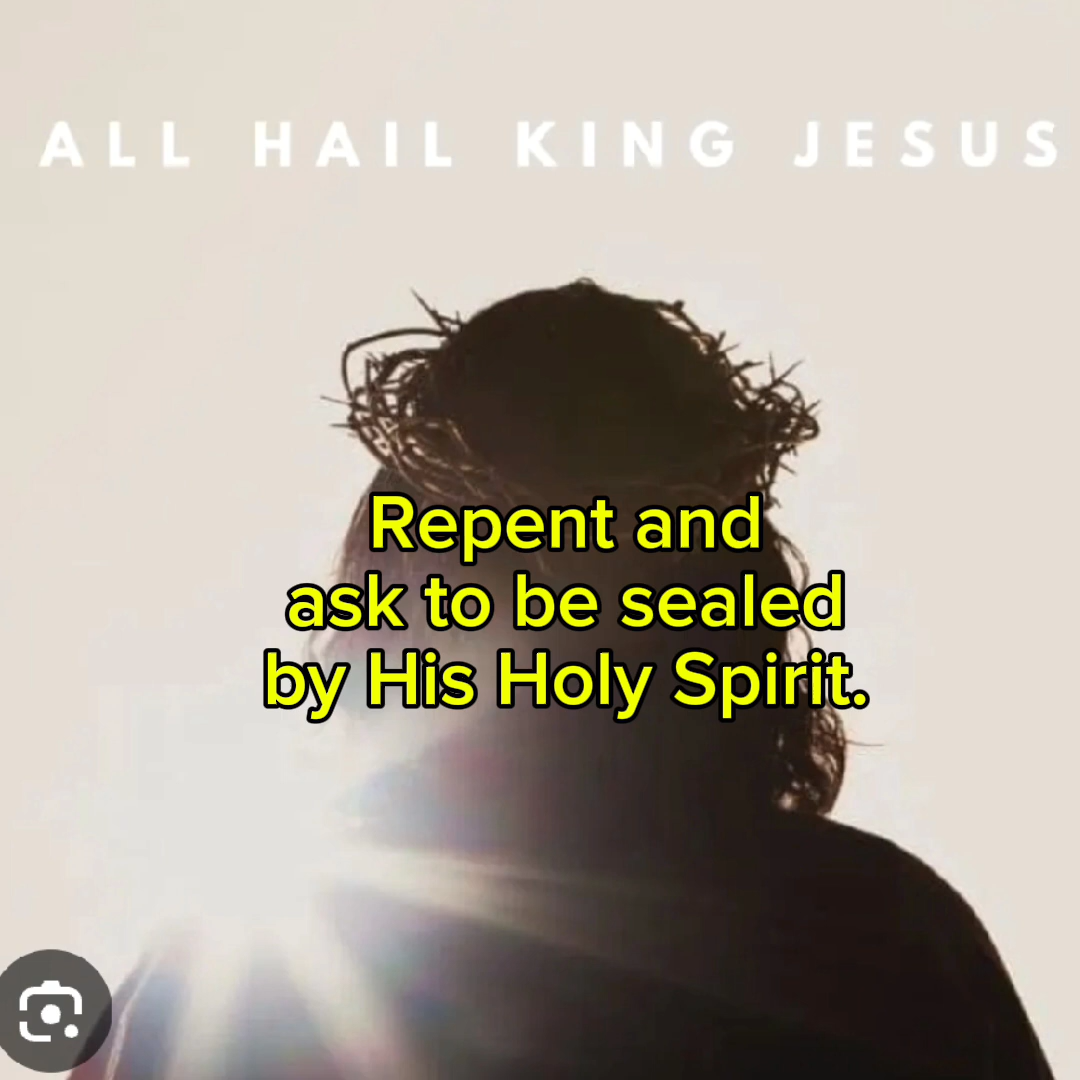 ALL HAIL KING JESUS
Repent and
ask to be sealed
by His Holy Spirit.